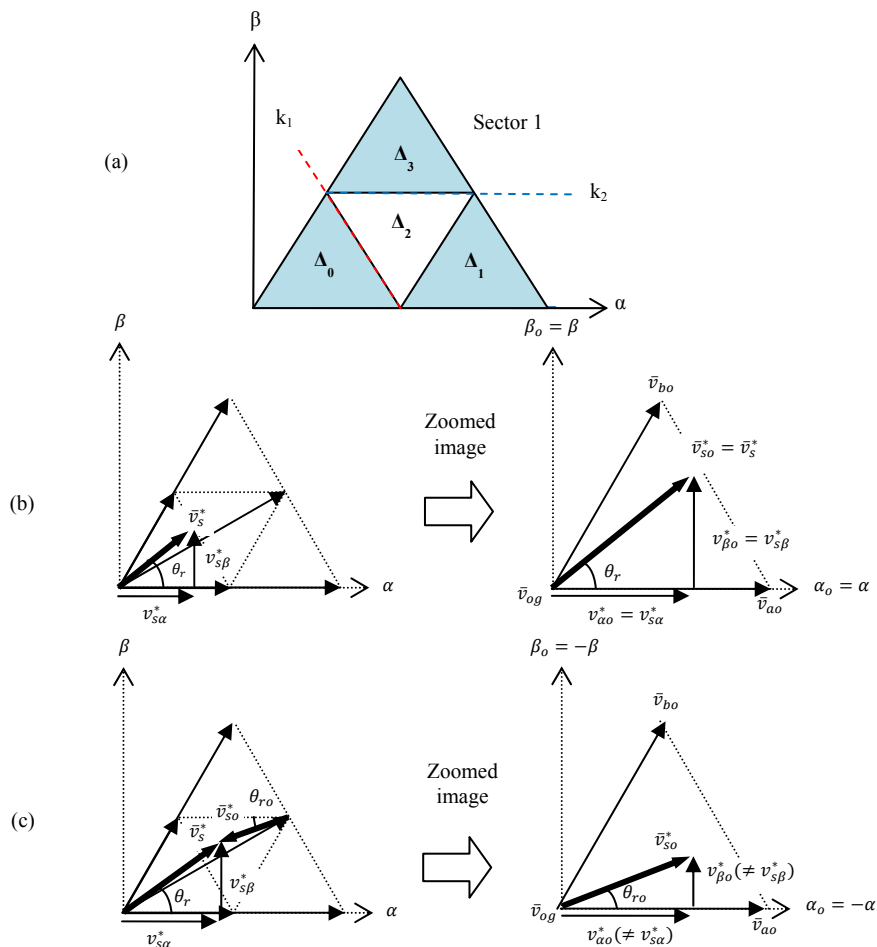 β
k₁
Sector 1
(a)
Δ₃
k₂
Δ₂
Δ₀
Δ₁
α
β
βₒ = β
v̄_bo
Zoomed
image
v̄*_so = v̄*_s
(b)
v̄*_s
v*_sβ
v*_βo = v*_sβ
θ_r
θ_r
α
v̄_og
v̄_ao
αₒ = α
v*_sα
v*_αo = v*_sα
β
βₒ = −β
v̄_bo
Zoomed
image
θ_ro
v̄*_so
v̄*_s
(c)
v̄*_so
v*_sβ
v*_βo(≠ v*_sβ)
θ_r
θ_ro
α
v̄_og
v̄_ao
αₒ = −α
v*_sα
v*_αo(≠ v*_sα)